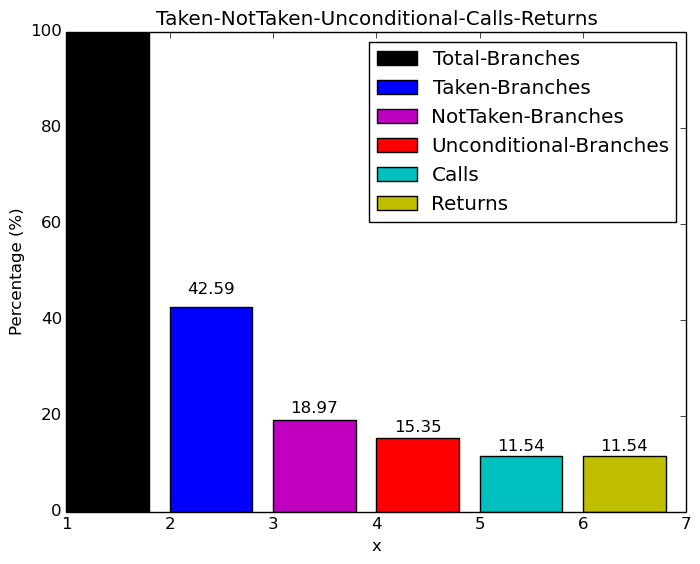 Taken-NotTaken-Unconditional-Calls-Returns
100
80
60
40
20
0
Percentage (%)
Total-Branches
Taken-Branches
NotTaken-Branches
Unconditional-Branches
Calls
Returns
42.59
18.97
15.35
11.54
11.54
1 2 3 4 5 6 7
x